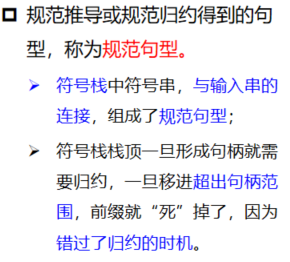 规范推导或规范归约得到的句
型，称为规范句型。
符号栈中符号串，与输入串的
连接，组成了规范句型；
符号栈栈顶一旦形成句柄就需
要归约，一旦移进超出句柄范
围，前缀就“死”掉了，因为
错过了归约的时机。